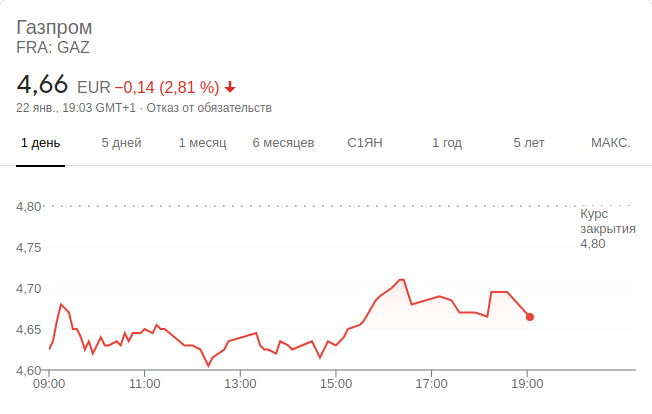 Газпром
FRA: GAZ
4,66 EUR −0,14 (2,81 %)
22 янв., 19:03 GMT+1 · Отказ от обязательств
1 день 5 дней 1 месяц 6 месяцев С1ЯН 1 год 5 лет МАКС.
4,80
Курс
закрытия
4,80
4,75
4,70
4,65
4,60
09:00 11:00 13:00 15:00 17:00 19:00